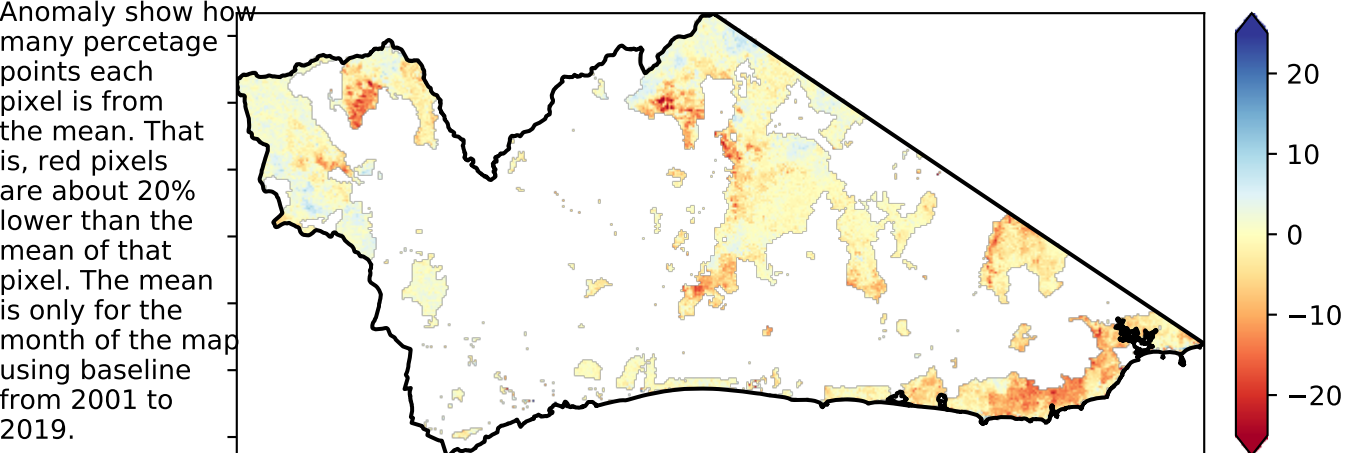 Anomaly show how
many percetage
points each
pixel is from
the mean. That
is, red pixels
are about 20%
lower than the
mean of that
pixel. The mean
is only for the
month of the map
using baseline
from 2001 to
2019.
20
10
0
−10
−20